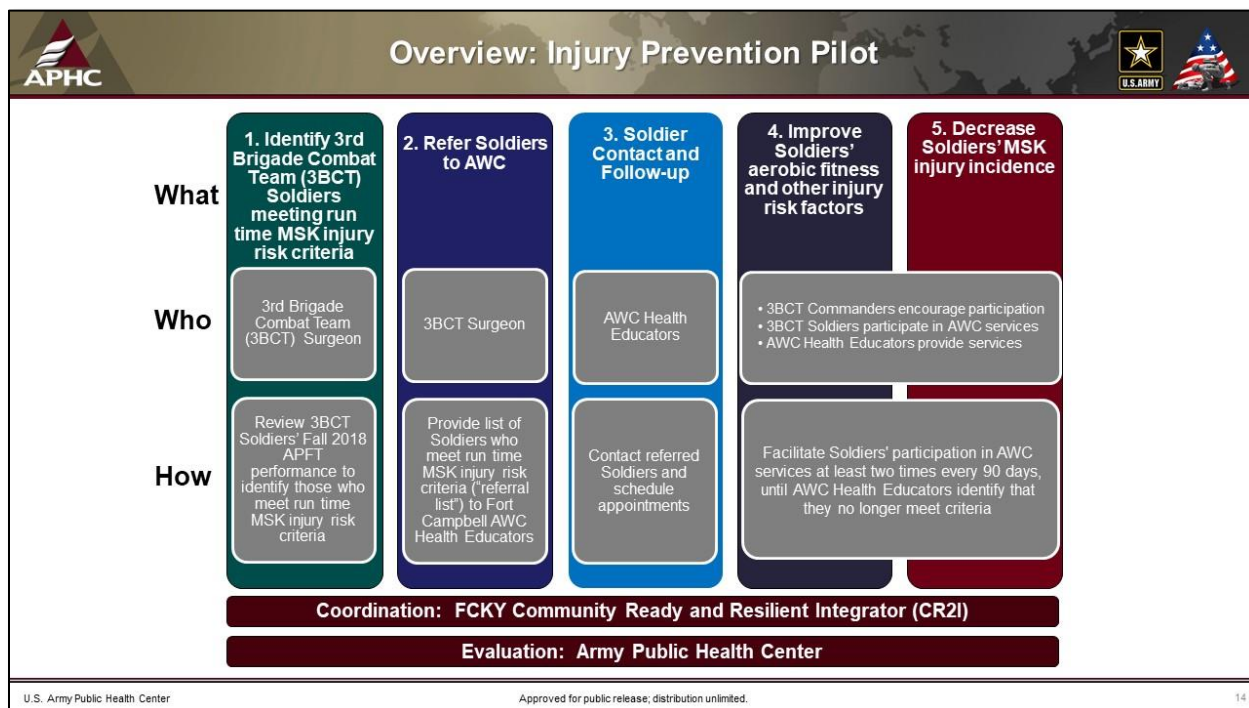 APHC
Overview: Injury Prevention Pilot
U.S.ARMY
What
1. Identify 3rd
Brigade Combat
Team (3BCT)
Soldiers
meeting run
time MSK injury
risk criteria
2. Refer Soldiers
to AWC
3. Soldier
Contact and
Follow-up
4. Improve
Soldiers'
aerobic fitness
and other injury
risk factors
5. Decrease
Soldiers' MSK
injury incidence
Who
3rd Brigade
Combat Team
(3BCT) Surgeon
3BCT Surgeon
AWC Health
Educators
• 3BCT Commanders encourage participation
• 3BCT Soldiers participate in AWC services
• AWC Health Educators provide services
How
Review 3BCT
Soldiers' Fall 2018
APFT
performance to
identify those who
meet run time
MSK injury risk
criteria
Provide list of
Soldiers who
meet run time
MSK injury risk
criteria ("referral
list") to Fort
Campbell AWC
Health Educators
Contact referred
Soldiers and
schedule
appointments
Facilitate Soldiers' participation in AWC
services at least two times every 90 days,
until AWC Health Educators identify that
they no longer meet criteria
Coordination: FCKY Community Ready and Resilient Integrator (CR2I)
Evaluation: Army Public Health Center
U.S. Army Public Health Center
Approved for public release; distribution unlimited.
14